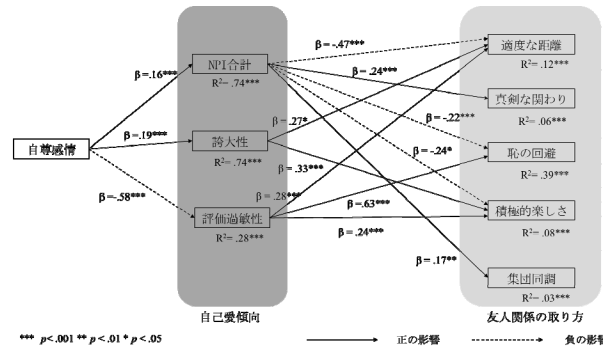 β=-.47***
適度な距離
NPI合計
R²= .12***
R²= .74***
β=.16***
β=.24***
真剣な関わり
β=-.22***
R²= .06***
β=.27*
β=.19***
誇大性
β=-.24*
恥の回避
自尊感情
R²= .74***
β=.33***
R²= .39***
β=-.58***
β=.28***
β=.63***
積極的楽しさ
評価過敏性
β=.24***
R²= .08***
R²= .28***
β=.17**
集団同調
R²= .03***
自己愛傾向
友人関係の取り方
*** p<.001 ** p<.01 * p<.05
正の影響
負の影響